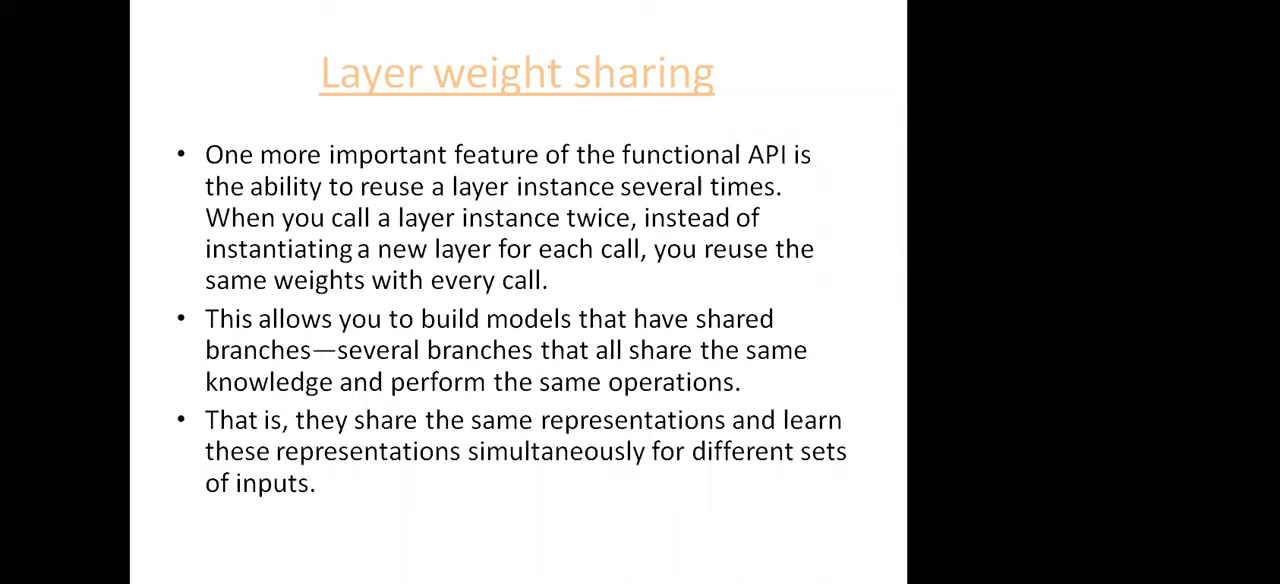 Layer weight sharing
• One more important feature of the functional API is
the ability to reuse a layer instance several times.
When you call a layer instance twice, instead of
instantiating a new layer for each call, you reuse the
same weights with every call.
• This allows you to build models that have shared
branches—several branches that all share the same
knowledge and perform the same operations.
• That is, they share the same representations and learn
these representations simultaneously for different sets
of inputs.